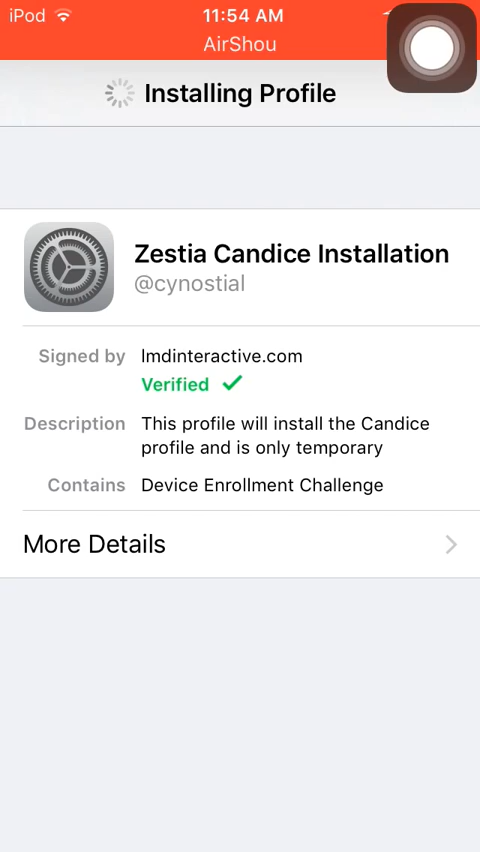 iPod 11:54 AM
AirShou
Installing Profile
Zestia Candice Installation
@cynostial
Signed by lmdinteractive.com
Verified
Description This profile will install the Candice
profile and is only temporary
Contains Device Enrollment Challenge
More Details